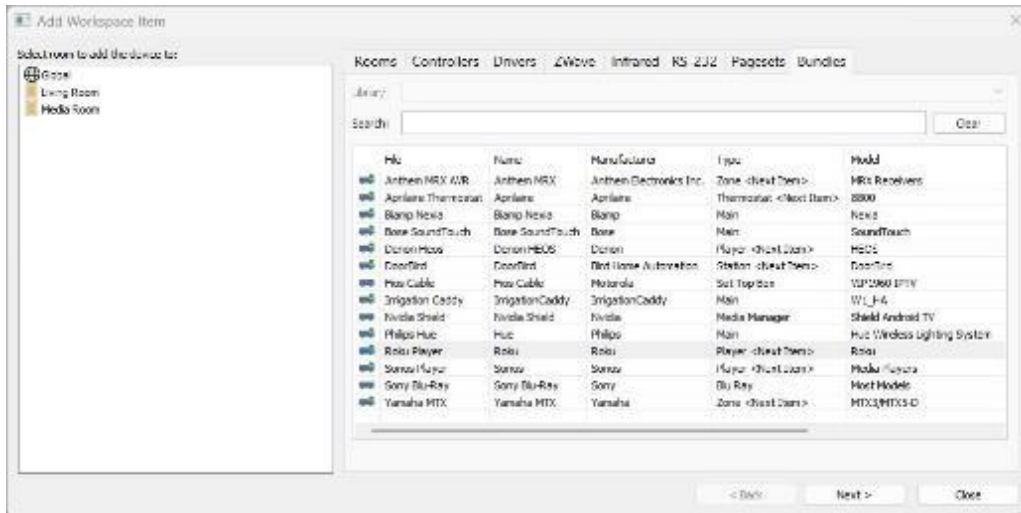 Add Workspace Item
Select room to add the device to:
Global
Living Room
Media Room
Rooms Controllers Drivers ZWave Infrared RS-232 Pagesets Bundles
Library:
Search: Clear
File Name Manufacturer Type Model
Anthem MRX AVR Anthem MRX Anthem Electronics Inc. Zone <Next Item> MRX Receivers
Aprilaire Thermostat Aprilaire Aprilaire Thermostat <Next Item> 8800
Biamp Nexia Biamp Nexia Biamp Main Nexia
Bose SoundTouch Bose SoundTouch Bose Main SoundTouch
Denon Heos Denon HEOS Denon Player <Next Item> HEOS
DoorBird DoorBird Bird Home Automation Station <Next Item> DoorBird
Fios Cable Fios Cable Motorola Set Top Box VIP1960 IPTV
Irrigation Caddy IrrigationCaddy IrrigationCaddy Main
Nvidia Shield Nvidia Shield Nvidia Media Manager Shield Android TV
Philips Hue Hue Philips Main Hue Wireless Lighting System
Roku Player Roku Roku Player <Next Item> Roku
Sonos Player Sonos Sonos Player <Next Item> Media Players
Sony Blu-Ray Sony Blu-Ray Sony Blu Ray Most Models
Yamaha MTX Yamaha MTX Yamaha Zone <Next Item> MTX3/MTX5-D
< Back Next > Close